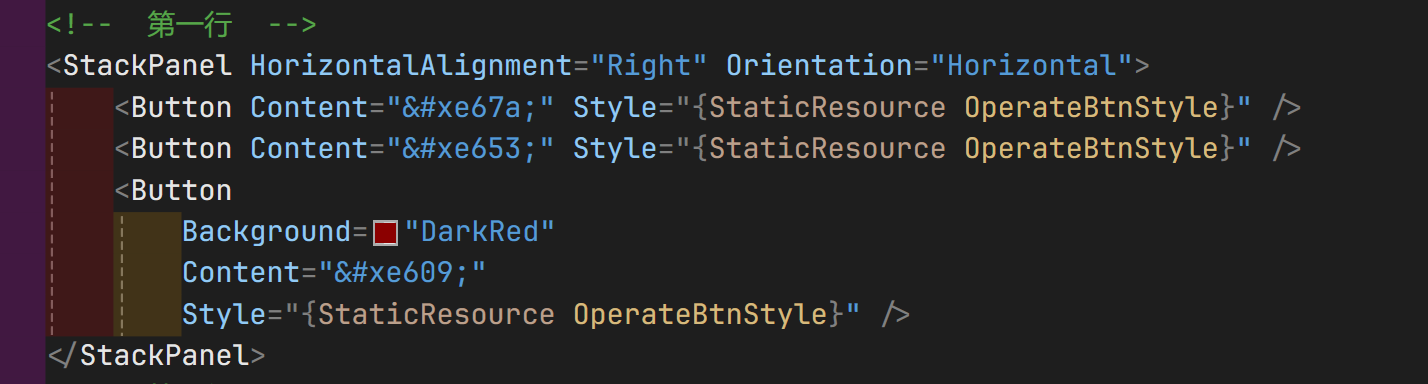 <!--  第一行  -->
<StackPanel HorizontalAlignment="Right" Orientation="Horizontal">
<Button Content="&#xe67a;" Style="{StaticResource OperateBtnStyle}" />
<Button Content="&#xe653;" Style="{StaticResource OperateBtnStyle}" />
<Button
Background="DarkRed"
Content="&#xe609;"
Style="{StaticResource OperateBtnStyle}" />
</StackPanel>